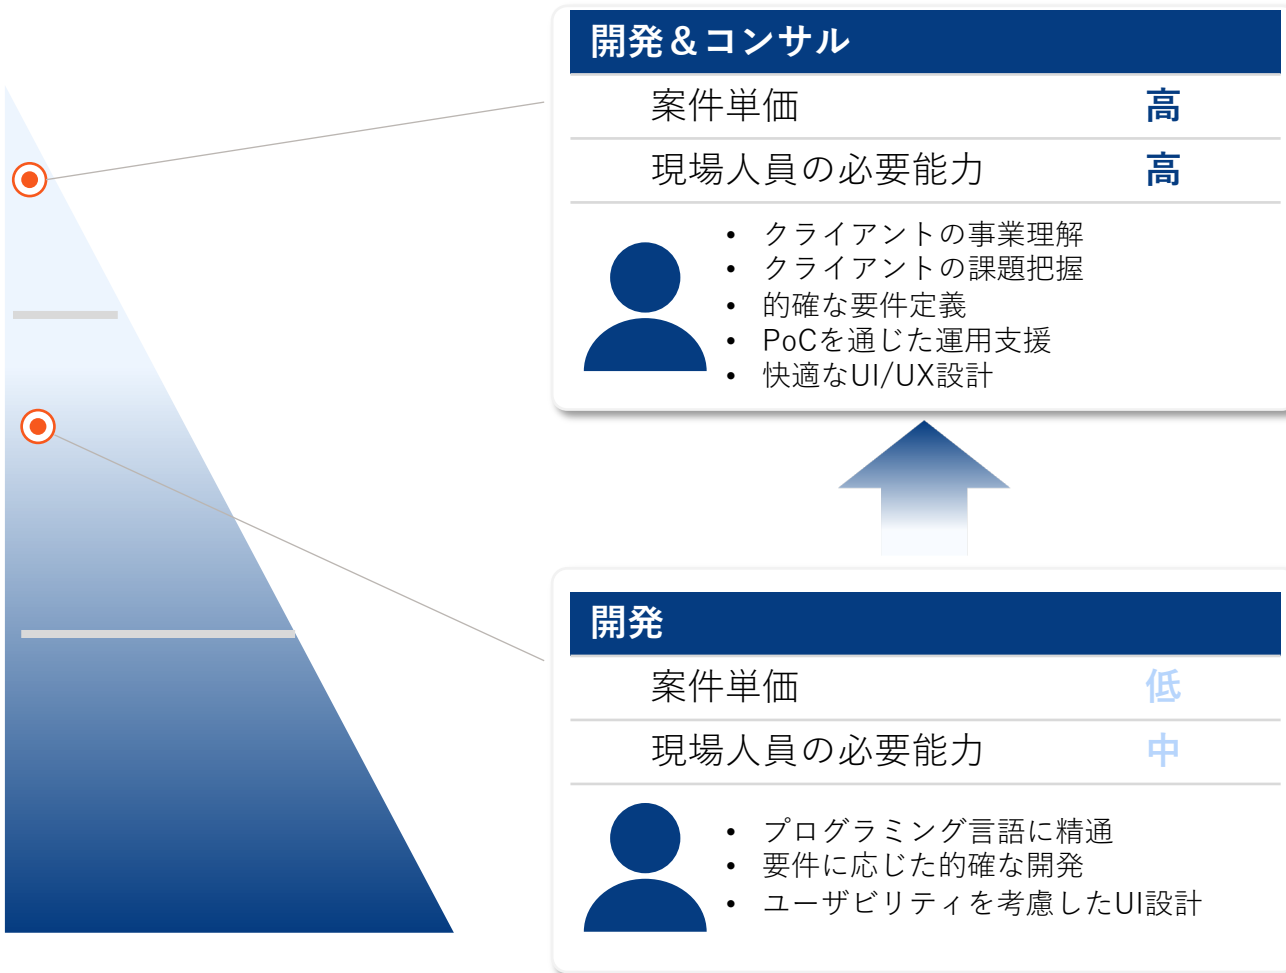 開発＆コンサル
案件単価 高
現場人員の必要能力 高
• クライアントの事業理解
• クライアントの課題把握
• 的確な要件定義
• PoCを通じた運用支援
• 快適なUI/UX設計
開発
案件単価 低
現場人員の必要能力 中
• プログラミング言語に精通
• 要件に応じた的確な開発
• ユーザビリティを考慮したUI設計